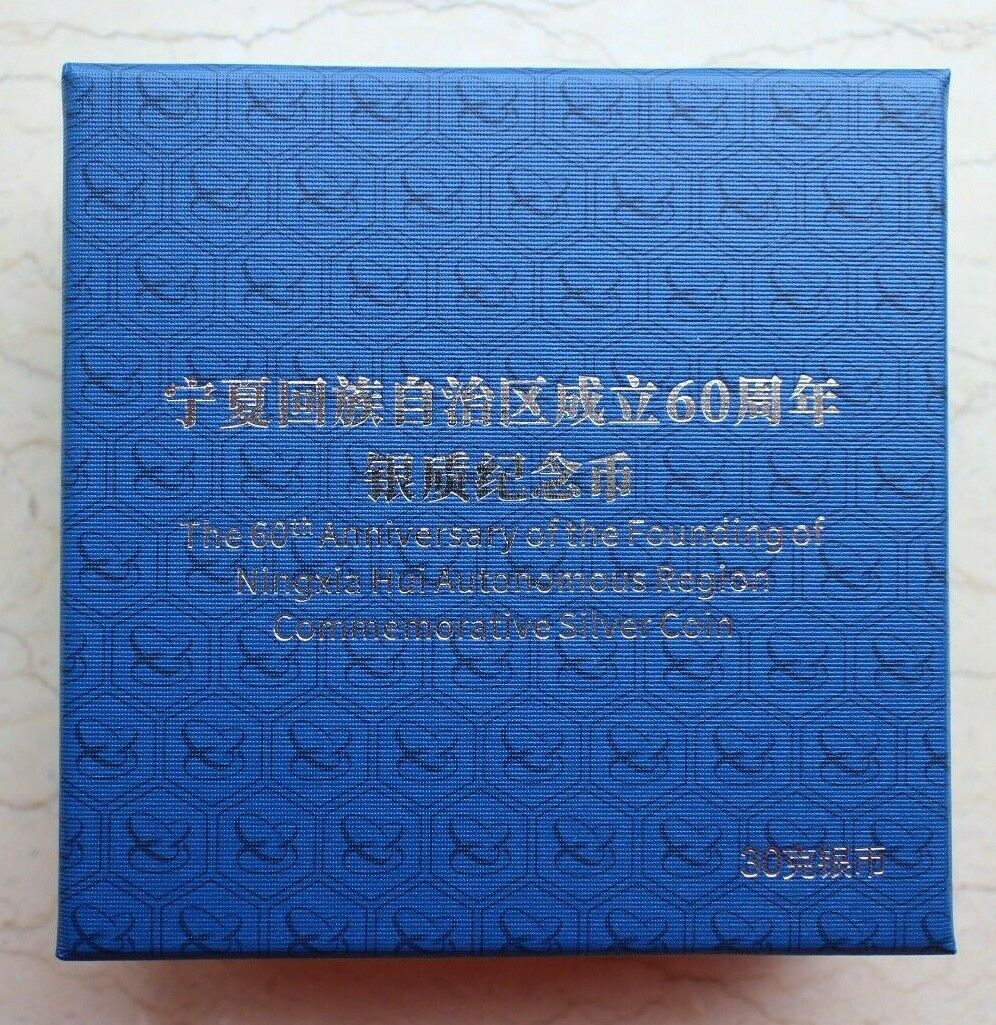 宁夏回族自治区成立60周年
银质纪念币
The 60th Anniversary of the Founding of
Ningxia Hui Autonomous Region
Commemorative Silver Coin
30克银币